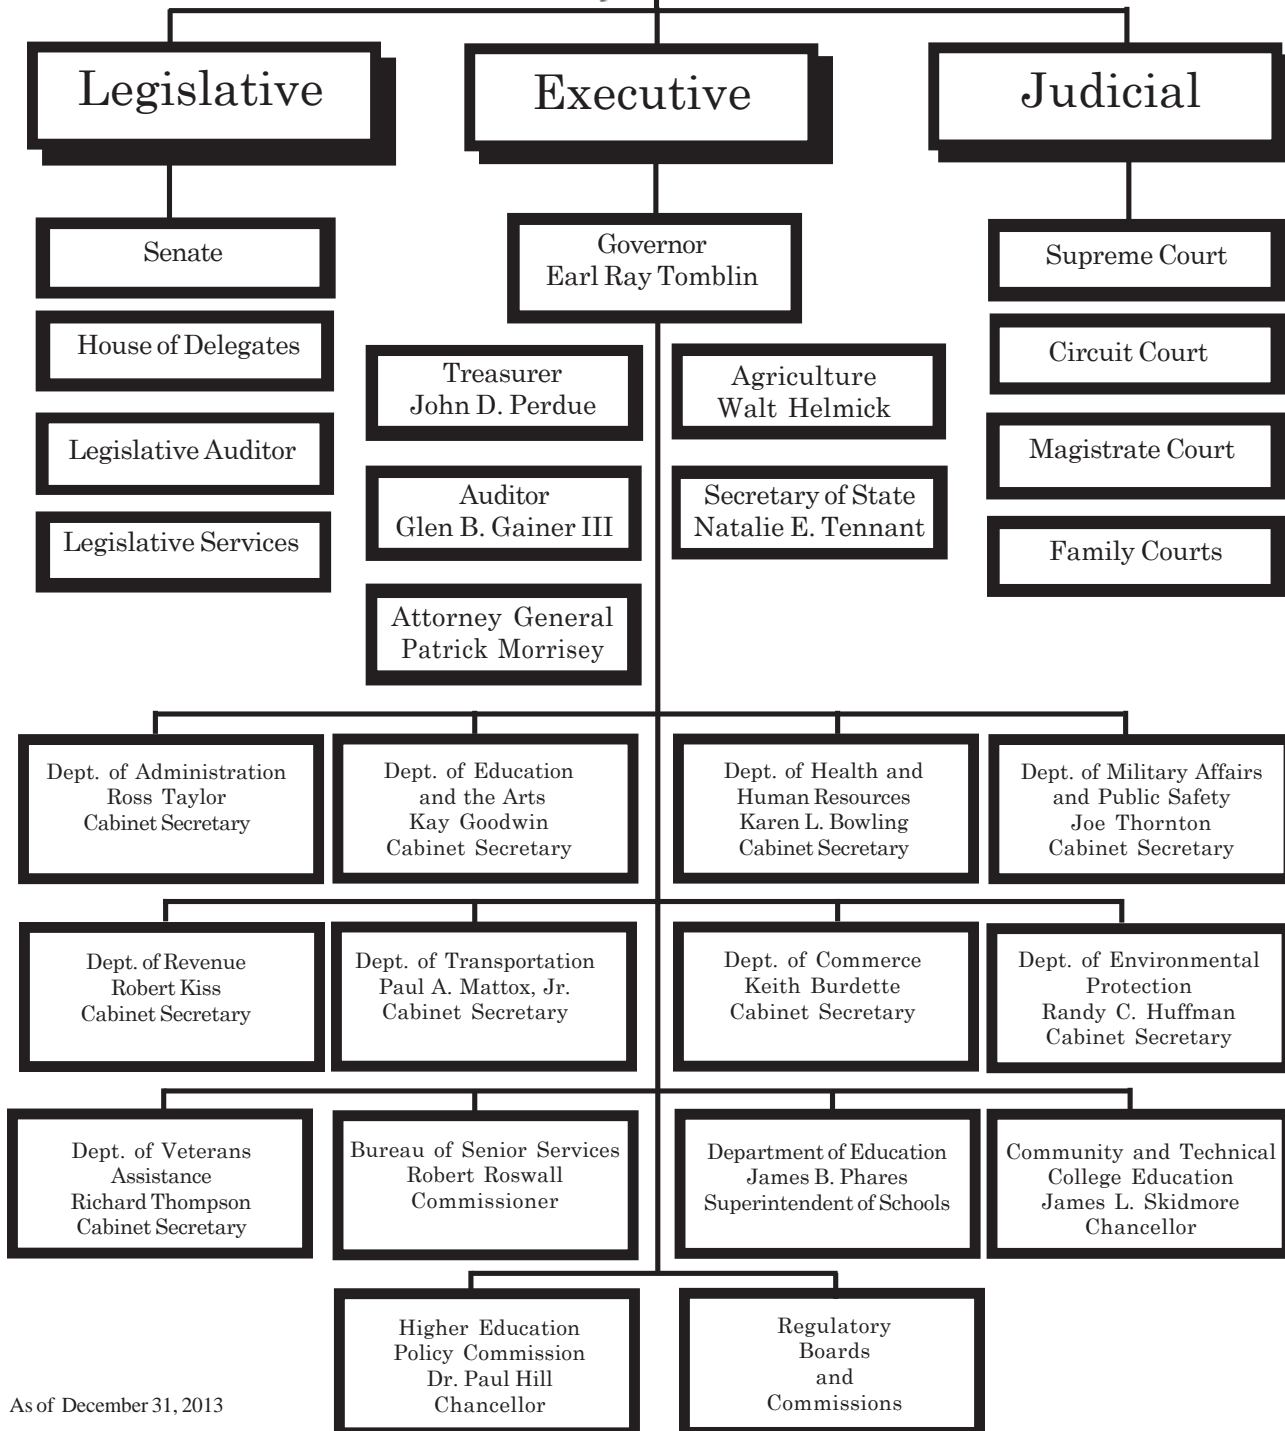 Legislative
Executive
Judicial
Senate
House of Delegates
Legislative Auditor
Legislative Services
Governor
Earl Ray Tomblin
Treasurer
John D. Perdue
Agriculture
Walt Helmick
Auditor
Glen B. Gainer III
Secretary of State
Natalie E. Tennant
Attorney General
Patrick Morrisey
Supreme Court
Circuit Court
Magistrate Court
Family Courts
Dept. of Administration
Ross Taylor
Cabinet Secretary
Dept. of Education
and the Arts
Kay Goodwin
Cabinet Secretary
Dept. of Health and
Human Resources
Karen L. Bowling
Cabinet Secretary
Dept. of Military Affairs
and Public Safety
Joe Thornton
Cabinet Secretary
Dept. of Revenue
Robert Kiss
Cabinet Secretary
Dept. of Transportation
Paul A. Mattox, Jr.
Cabinet Secretary
Dept. of Commerce
Keith Burdette
Cabinet Secretary
Dept. of Environmental
Protection
Randy C. Huffman
Cabinet Secretary
Dept. of Veterans
Assistance
Richard Thompson
Cabinet Secretary
Bureau of Senior Services
Robert Roswall
Commissioner
Department of Education
James B. Phares
Superintendent of Schools
Community and Technical
College Education
James L. Skidmore
Chancellor
Higher Education
Policy Commission
Dr. Paul Hill
Chancellor
Regulatory
Boards
and
Commissions
As of December 31, 2013